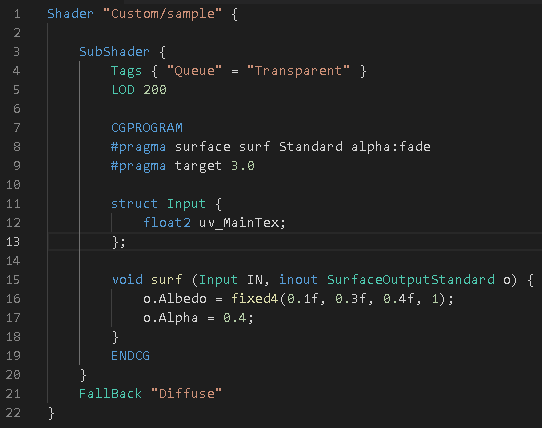 1 Shader "Custom/sample" {
2
3 SubShader {
4 Tags { "Queue" = "Transparent" }
5 LOD 200
6
7 CGPROGRAM
8 #pragma surface surf Standard alpha:fade
9 #pragma target 3.0
10
11 struct Input {
12 float2 uv_MainTex;
13 };
14
15 void surf (Input IN, inout SurfaceOutputStandard o) {
16 o.Albedo = fixed4(0.1f, 0.3f, 0.4f, 1);
17 o.Alpha = 0.4;
18 }
19 ENDCG
20 }
21 FallBack "Diffuse"
22 }